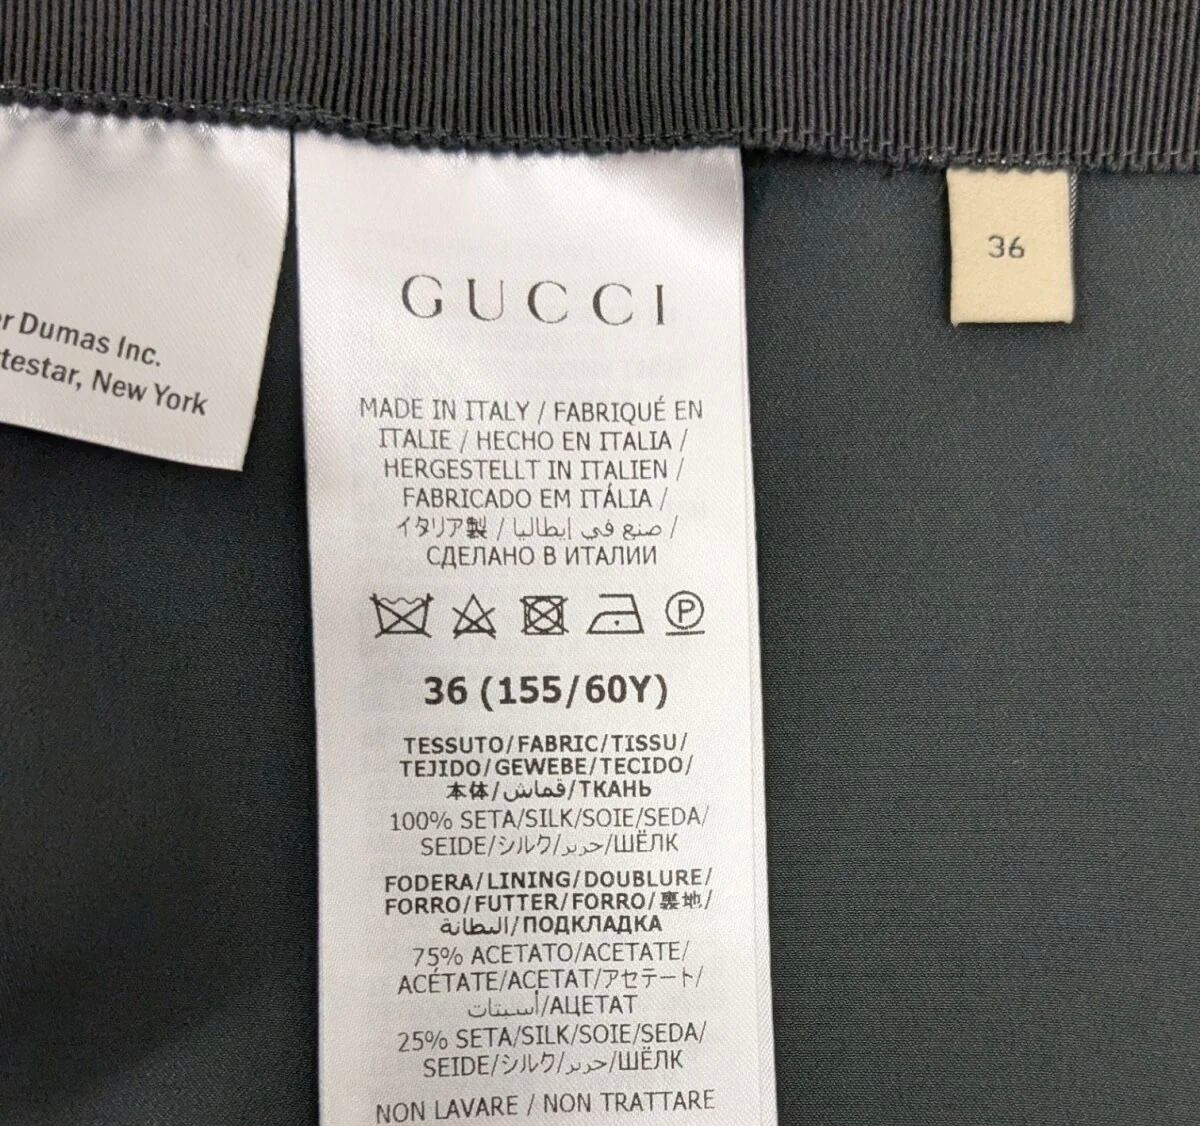 r Dumas Inc.
testar, New York
GUCCI
MADE IN ITALY / FABRIQUÉ EN
ITALIE / HECHO EN ITALIA /
HERGESTELLT IN ITALIEN /
FABRICADO EM ITÁLIA /
イタリア製 / صنع في إيطاليا /
СДЕЛАНО В ИТАЛИИ
P
36 (155/60Y)
TESSUTO/FABRIC/TISSU/
TEJIDO/GEWEBE/TECIDO/
本体/قماش/ТКАНЬ
100% SETA/SILK/SOIE/SEDA/
SEIDE/シルク/حرير/ШЁЛК
FODERA/LINING/DOUBLURE/
FORRO/FUTTER/FORRO/裏地/
البطانة/ПОДКЛАДКА
75% ACETATO/ACETATE/
ACÉTATE/ACETAT/アセテート/
أسيتات/АЦЕТАТ
25% SETA/SILK/SOIE/SEDA/
SEIDE/シルク/حرير/ШЁЛК
NON LAVARE / NON TRATTARE
36